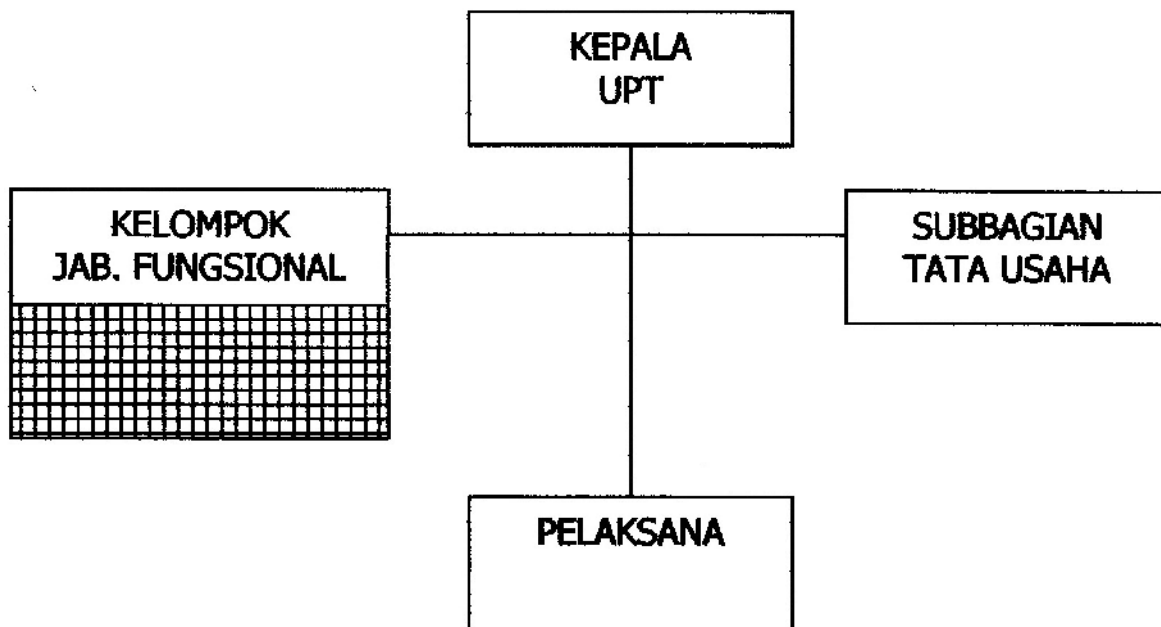 KEPALA
UPT
KELOMPOK
JAB. FUNGSIONAL
SUBBAGIAN
TATA USAHA
PELAKSANA